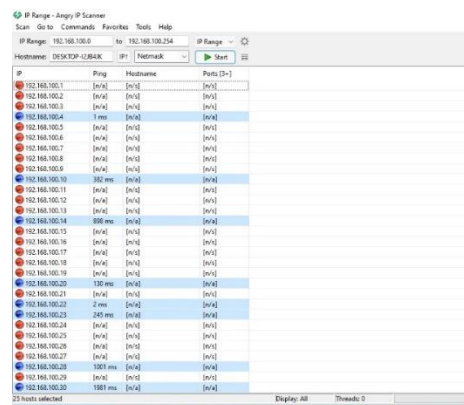 IP Range - Angry IP Scanner
Scan Go to Commands Favorites Tools Help
IP Range: 192.168.100.0 to 192.168.100.254 IP Range
Hostname: DESKTOP-I2JB4JK IP↑ Netmask Start
IP Ping Hostname Ports [3+]
192.168.100.1 [n/a] [n/s] [n/s]
192.168.100.2 [n/a] [n/s] [n/s]
192.168.100.3 [n/a] [n/s] [n/s]
192.168.100.4 1 ms [n/a] [n/a]
192.168.100.5 [n/a] [n/s] [n/s]
192.168.100.6 [n/a] [n/s] [n/s]
192.168.100.7 [n/a] [n/s] [n/s]
192.168.100.8 [n/a] [n/s] [n/s]
192.168.100.9 [n/a] [n/s] [n/s]
192.168.100.10 382 ms [n/a] [n/a]
192.168.100.11 [n/a] [n/s] [n/s]
192.168.100.12 [n/a] [n/s] [n/s]
192.168.100.13 [n/a] [n/s] [n/s]
192.168.100.14 898 ms [n/a] [n/a]
192.168.100.15 [n/a] [n/s] [n/s]
192.168.100.16 [n/a] [n/s] [n/s]
192.168.100.17 [n/a] [n/s] [n/s]
192.168.100.18 [n/a] [n/s] [n/s]
192.168.100.19 [n/a] [n/s] [n/s]
192.168.100.20 130 ms [n/a] [n/a]
192.168.100.21 [n/a] [n/s] [n/s]
192.168.100.22 2 ms [n/a] [n/a]
192.168.100.23 245 ms [n/a] [n/a]
192.168.100.24 [n/a] [n/s] [n/s]
192.168.100.25 [n/a] [n/s] [n/s]
192.168.100.26 [n/a] [n/s] [n/s]
192.168.100.27 [n/a] [n/s] [n/s]
192.168.100.28 1001 ms [n/a] [n/a]
192.168.100.29 [n/a] [n/s] [n/s]
192.168.100.30 1981 ms [n/a] [n/a]
25 hosts selected Display: All Threads: 0